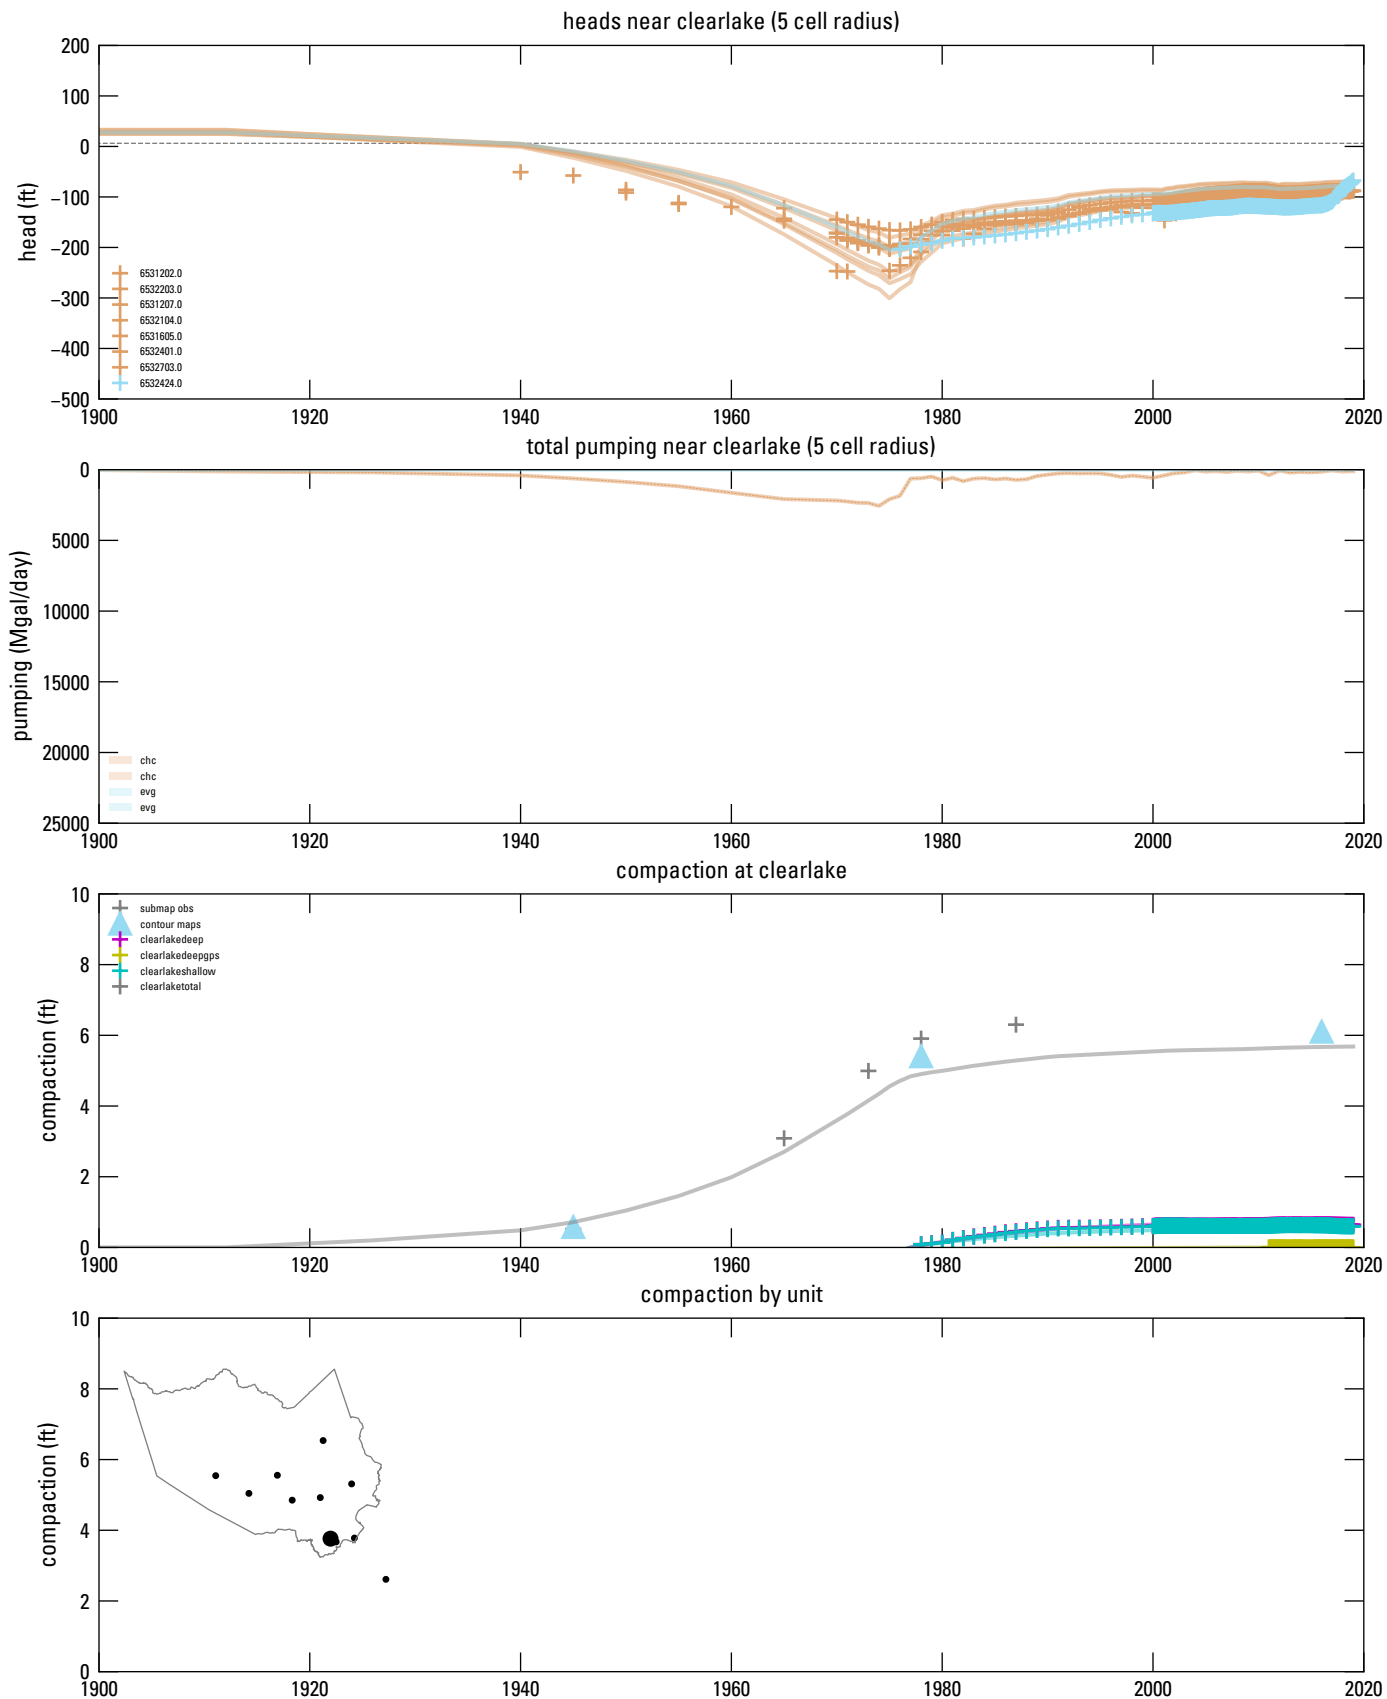 heads near clearlake (5 cell radius)
200
100
0
−100
−200
−300
−400
−500
head (ft)
6531202.0
6532203.0
6531207.0
6532104.0
6531605.0
6532401.0
6532703.0
6532424.0
1900 1920 1940 1960 1980 2000 2020
total pumping near clearlake (5 cell radius)
0
5000
10000
15000
20000
25000
pumping (Mgal/day)
chc
chc
evg
evg
1900 1920 1940 1960 1980 2000 2020
compaction at clearlake
10
8
6
4
2
0
compaction (ft)
submap obs
contour maps
clearlakedeep
clearlakedeepgps
clearlakeshallow
clearlaketotal
1900 1920 1940 1960 1980 2000 2020
compaction by unit
10
8
6
4
2
0
compaction (ft)
1900 1920 1940 1960 1980 2000 2020